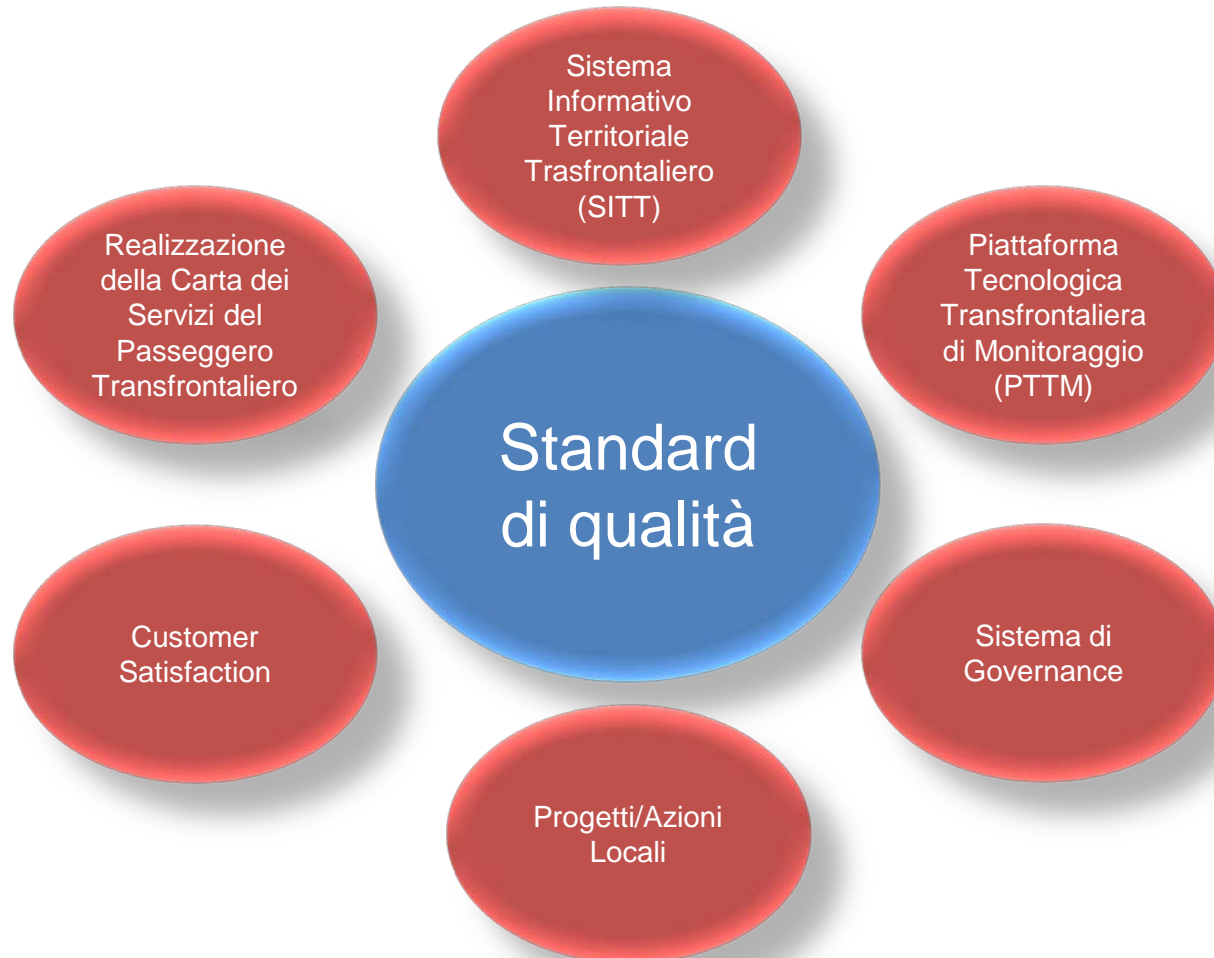 Sistema
Informativo
Territoriale
Trasfrontaliero
(SITT)
Realizzazione
della Carta dei
Servizi del
Passeggero
Transfrontaliero
Piattaforma
Tecnologica
Transfrontaliera
di Monitoraggio
(PTTM)
Standard
di qualità
Customer
Satisfaction
Sistema di
Governance
Progetti/Azioni
Locali